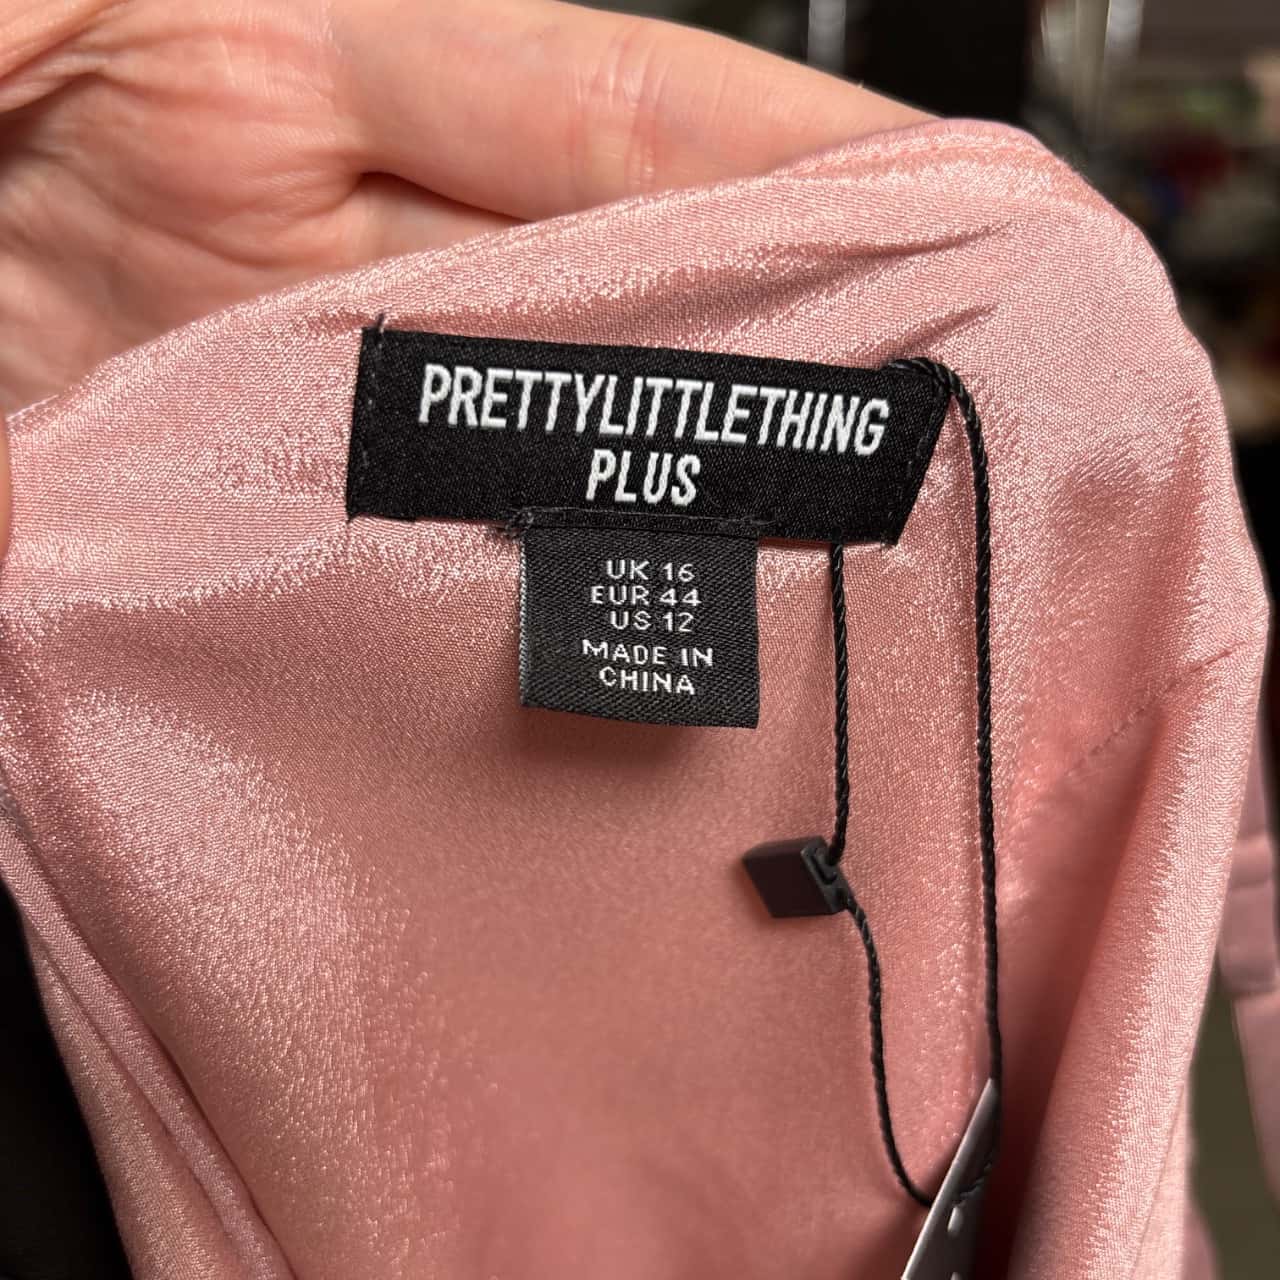 PRETTYLITTLETHING
PLUS
UK 16
EUR 44
US 12
MADE IN
CHINA